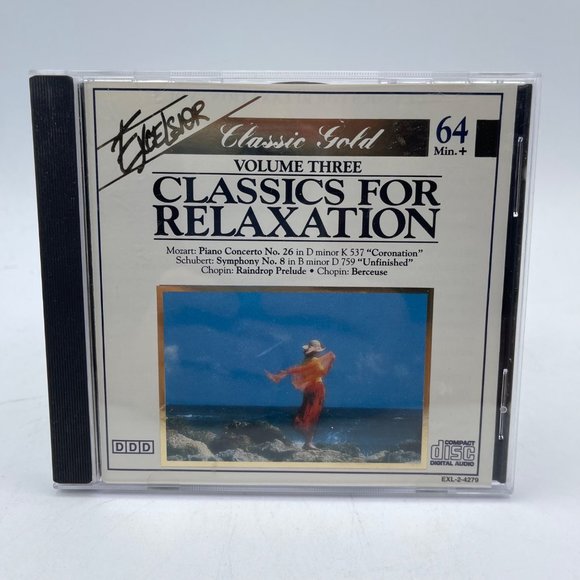 EXCELSIOR
Classic Gold
64
Min. +
VOLUME THREE
CLASSICS FOR
RELAXATION
Mozart: Piano Concerto No. 26 in D minor K 537 “Coronation”
Schubert: Symphony No. 8 in B minor D 759 “Unfinished”
Chopin: Raindrop Prelude • Chopin: Berceuse
DDD
COMPACT
disc
DIGITAL AUDIO
EXL-2-4279